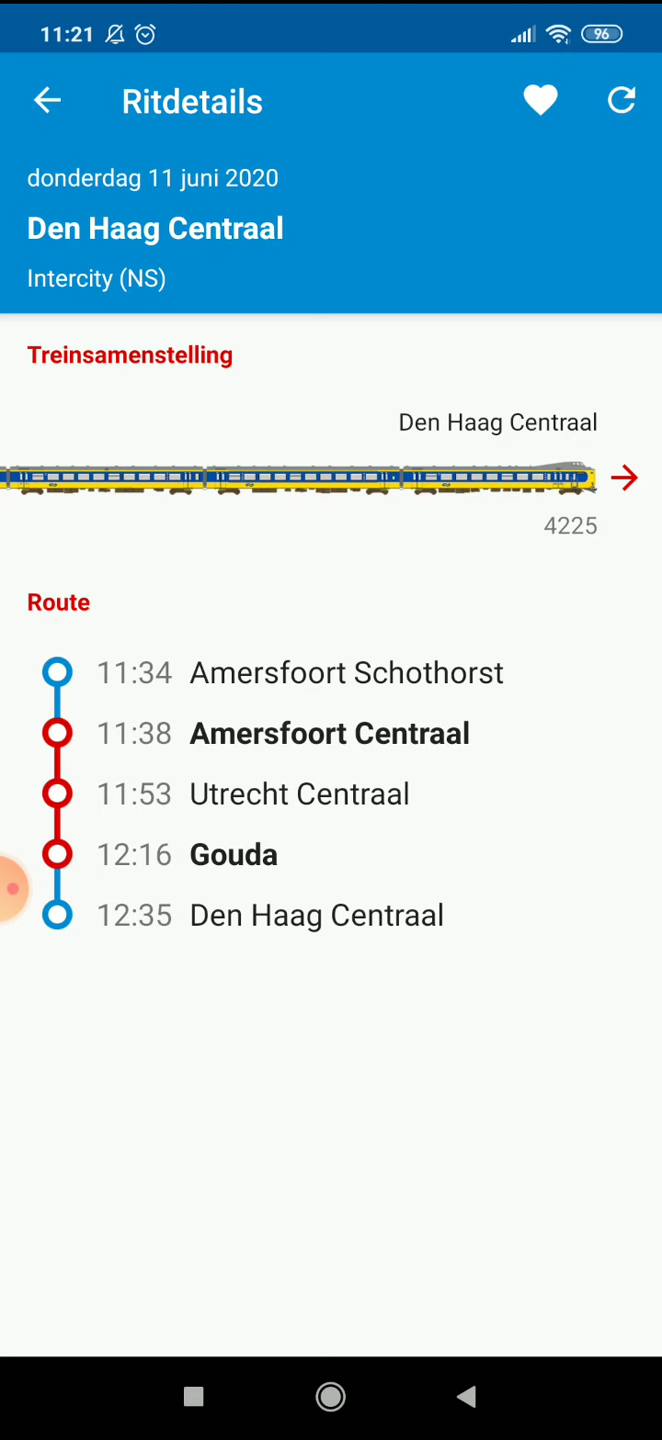 11:21
96
Ritdetails
donderdag 11 juni 2020
Den Haag Centraal
Intercity (NS)
Treinsamenstelling
Den Haag Centraal
4225
Route
11:34 Amersfoort Schothorst
11:38 Amersfoort Centraal
11:53 Utrecht Centraal
12:16 Gouda
12:35 Den Haag Centraal